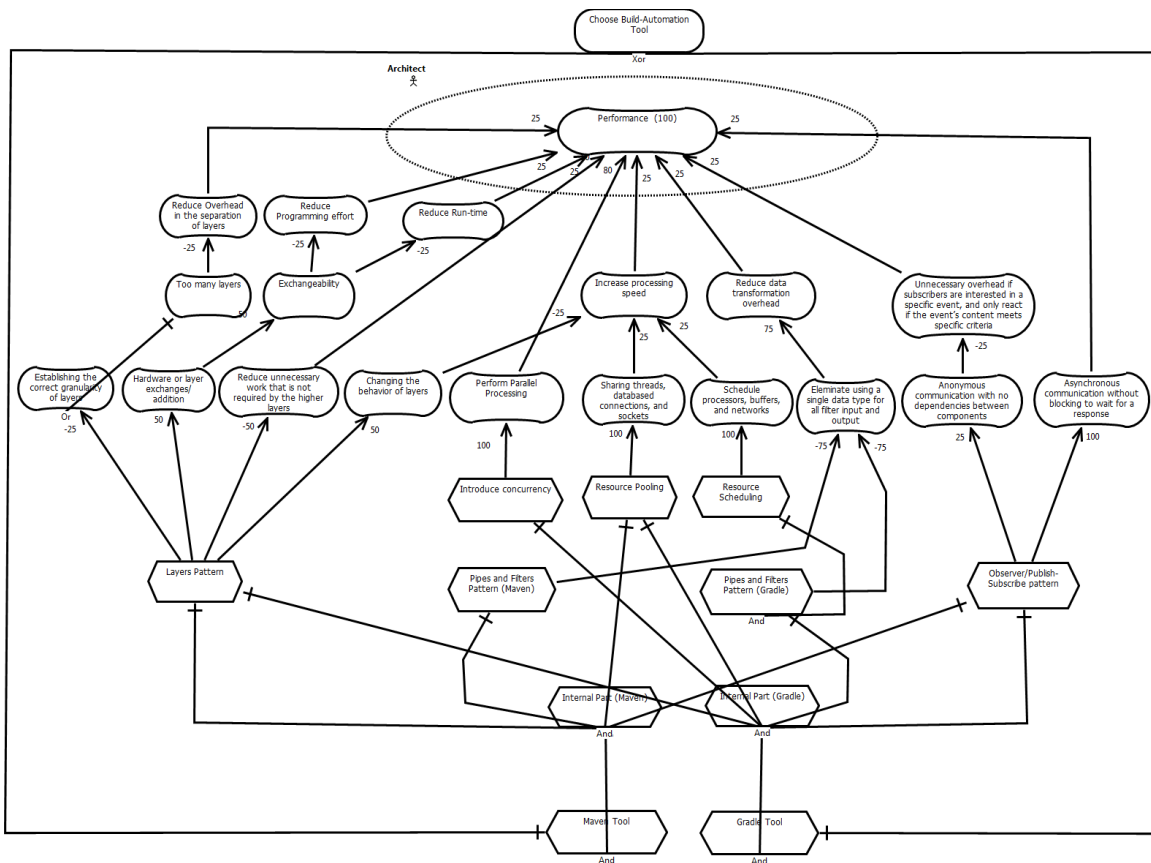 Choose Build-Automation
Tool
Xor
Architect
Performance (100)
25
25
25
25
80
25
25
25
Reduce Overhead
in the separation
of layers
Reduce
Programming effort
Reduce Run-time
-25
-25
-25
Too many layers
Exchangeability
Increase processing
speed
Reduce data
transformation
overhead
Unnecessary overhead if
subscribers are interested in a
specific event, and only react
if the event's content meets
specific criteria
50
-25
25
25
75
-25
Establishing the
correct granularity
of layers
Or
-25
Hardware or layer
exchanges/
addition
50
Reduce unnecessary
work that is not
required by the higher
layers
-50
Changing the
behavior of layers
50
Perform Parallel
Processing
100
Sharing threads,
databased
connections, and
sockets
100
Schedule
processors, buffers,
and networks
100
Eleminate using a
single data type for
all filter input and
output
-75
-75
Anonymous
communication with no
dependencies between
components
25
Asynchronous
communication without
blocking to wait for a
response
100
Introduce concurrency
Resource Pooling
Resource
Scheduling
Layers Pattern
Pipes and Filters
Pattern (Maven)
Pipes and Filters
Pattern (Gradle)
And
Observer/Publish-
Subscribe pattern
Internal Part (Maven)
And
Internal Part (Gradle)
And
Maven Tool
And
Gradle Tool
And